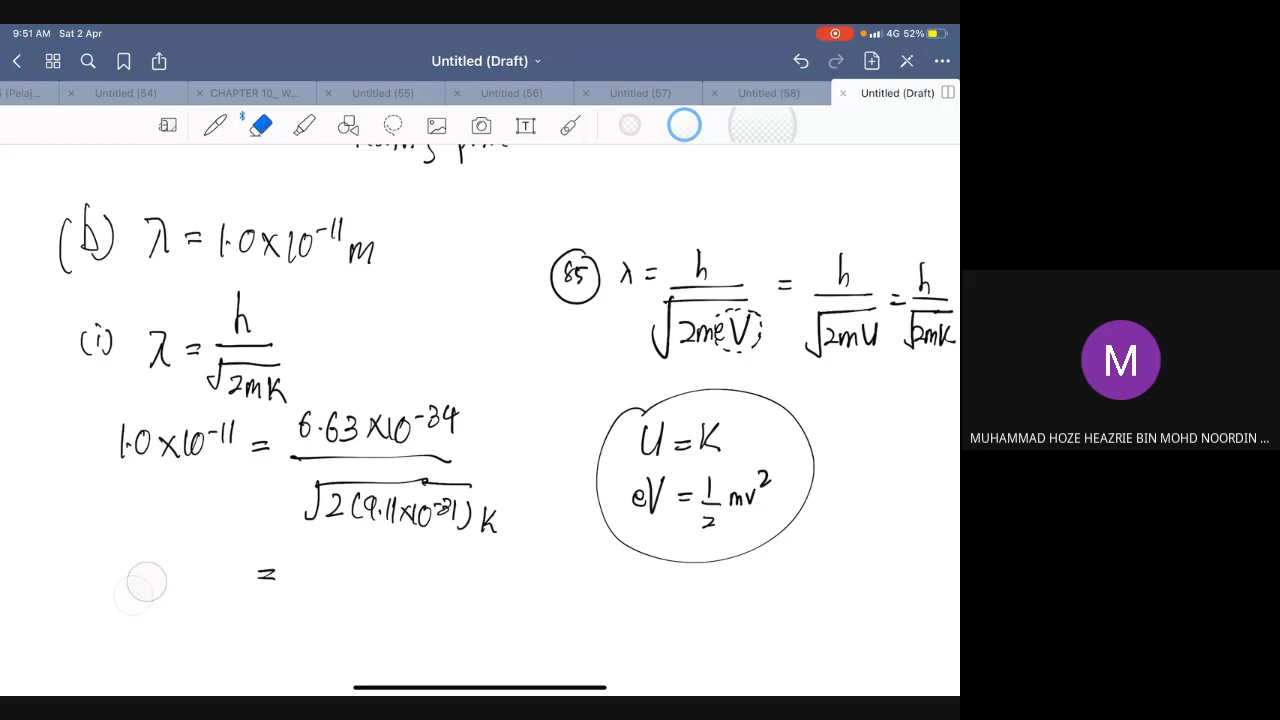 9:51 AM Sat 2 Apr
4G 52%
Untitled (Draft)
(Pelaj... Untitled (54) CHAPTER 10_ W... Untitled (55) Untitled (56) Untitled (57) Untitled (58) Untitled (Draft)
(b) λ = 1.0×10⁻¹¹ m
(i) λ = h / √2mK
1.0×10⁻¹¹ = 6.63×10⁻³⁴ / √2(9.11×10⁻³¹)K
=
85 λ = h / √2meV = h / √2mU = h / √2mK
U = K
eV = 1/2 mv²
M
MUHAMMAD HOZE HEAZRIE BIN MOHD NOORDIN ...